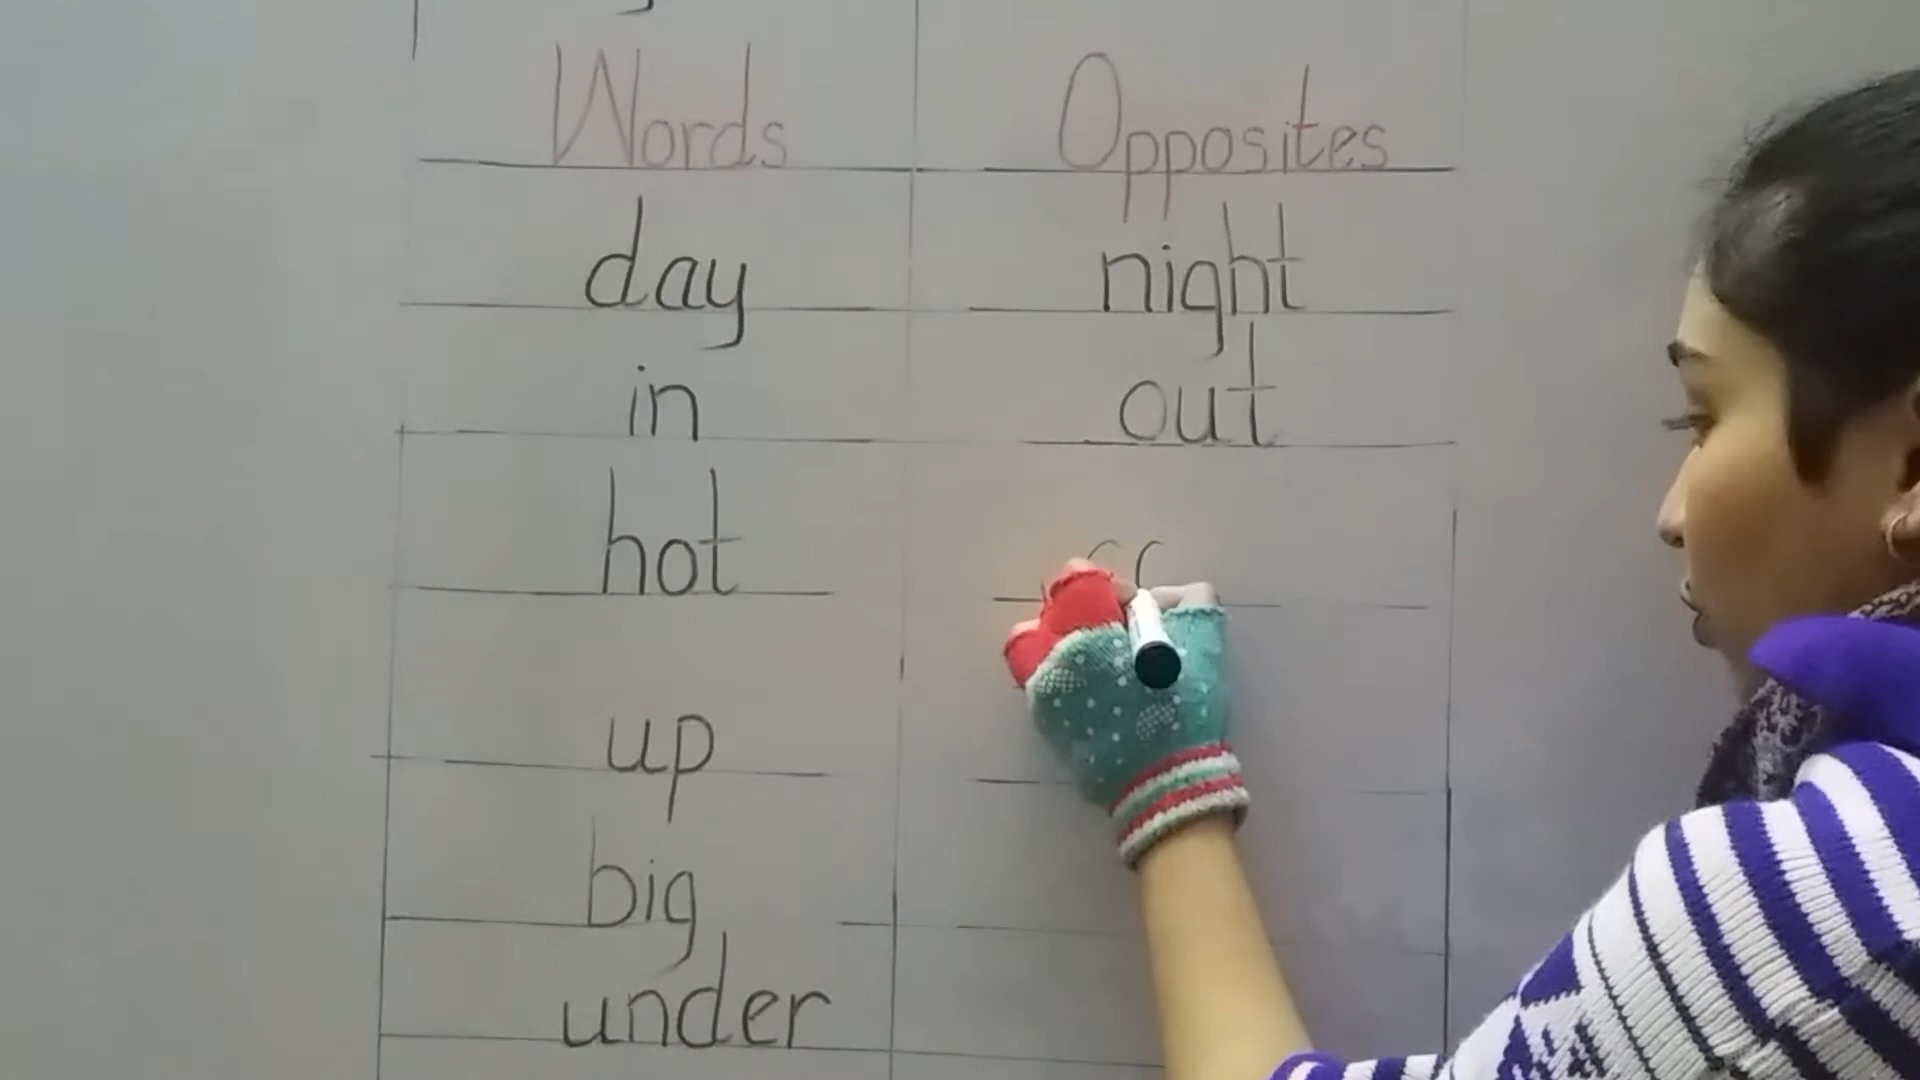 Words Opposites
day night
in out
hot
up
big
under